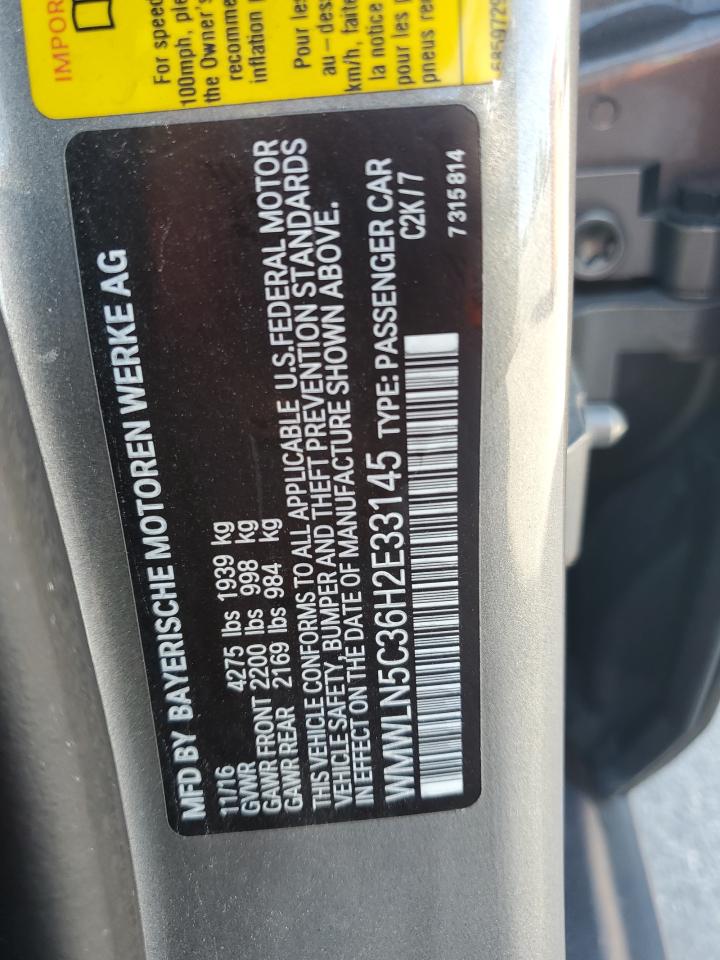 IMPOR
For speed
100mph, ple
the Owner's
recomme
inflation p
Pour les
au - dess
km/h, faite
la notice
pour les p
pneus rec
MFD BY BAYERISCHE MOTOREN WERKE AG
11/16
GVWR 4275 lbs 1939 kg
GAWR FRONT 2200 lbs 998 kg
GAWR REAR 2169 lbs 984 kg
THIS VEHICLE CONFORMS TO ALL APPLICABLE U.S.FEDERAL MOTOR
VEHICLE SAFETY, BUMPER AND THEFT PREVENTION STANDARDS
IN EFFECT ON THE DATE OF MANUFACTURE SHOWN ABOVE.
WMWLN5C36H2E33145 TYPE: PASSENGER CAR
C2K / 7
7 315 814